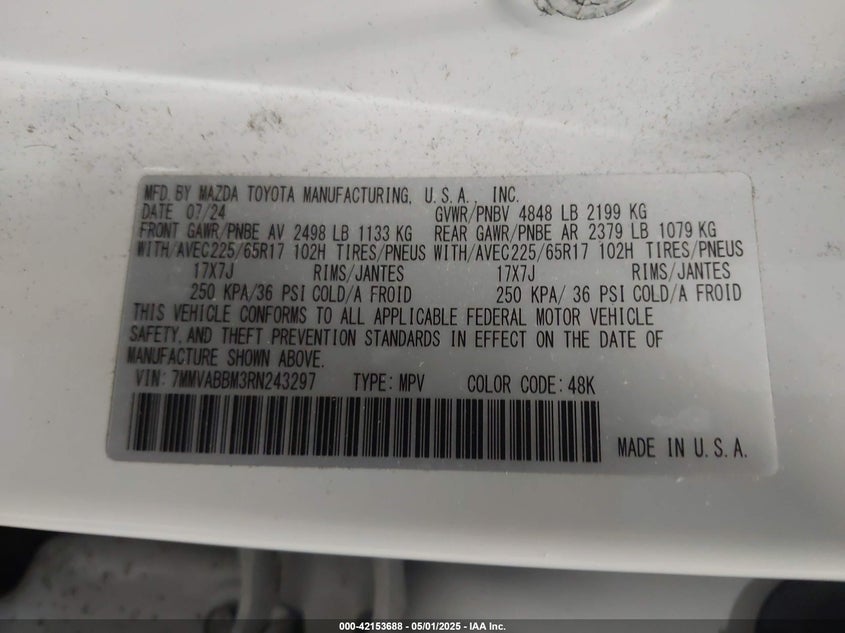 MFD. BY MAZDA TOYOTA MANUFACTURING, U.S.A., INC.
DATE 07/24 GVWR/PNBV 4848 LB 2199 KG
FRONT GAWR/PNBE AV 2498 LB 1133 KG REAR GAWR/PNBE AR 2379 LB 1079 KG
WITH/AVEC225/65R17 102H TIRES/PNEUS WITH/AVEC225/65R17 102H TIRES/PNEUS
17X7J RIMS/JANTES 17X7J RIMS/JANTES
250 KPA/36 PSI COLD/A FROID 250 KPA/ 36 PSI COLD/A FROID
THIS VEHICLE CONFORMS TO ALL APPLICABLE FEDERAL MOTOR VEHICLE
SAFETY, AND THEFT PREVENTION STANDARDS IN EFFECT ON THE DATE OF
MANUFACTURE SHOWN ABOVE.
VIN: 7MMVABBM3RN243297 TYPE: MPV COLOR CODE: 48K
MADE IN U.S.A.
000-42153688 - 05/01/2025 - IAA Inc.